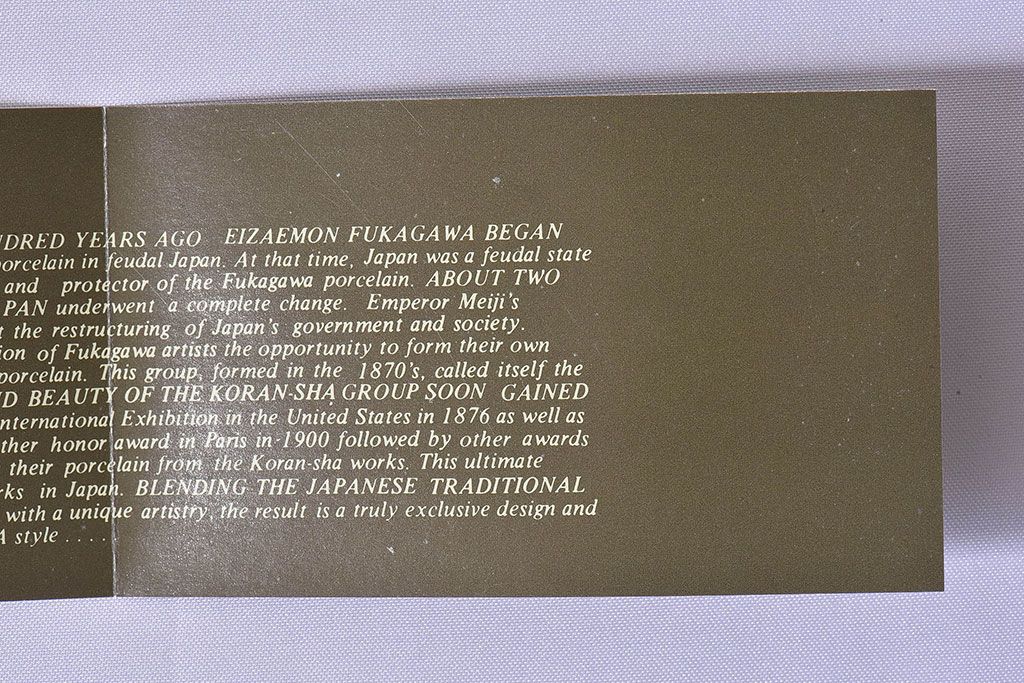 YEARS AGO EIZAEMON FUKAGAWA BEGAN
porcelain in feudal Japan. At that time, Japan was a feudal state
and protector of the Fukagawa porcelain. ABOUT TWO
PAN underwent a complete change. Emperor Meiji's
the restructuring of Japan's government and society.
ion of Fukagawa artists the opportunity to form their own
porcelain. This group, formed in the 1870's, called itself the
D BEAUTY OF THE KORAN-SHA GROUP SOON GAINED
nternational Exhibition in the United States in 1876 as well as
ther honor award in Paris in 1900 followed by other awards
their porcelain from the Koran-sha works. This ultimate
rks in Japan. BLENDING THE JAPANESE TRADITIONAL
with a unique artistry, the result is a truly exclusive design and
A style ....